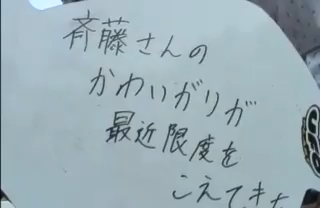 斉藤さんの
かわいがりが
最近限度を
こえてきた